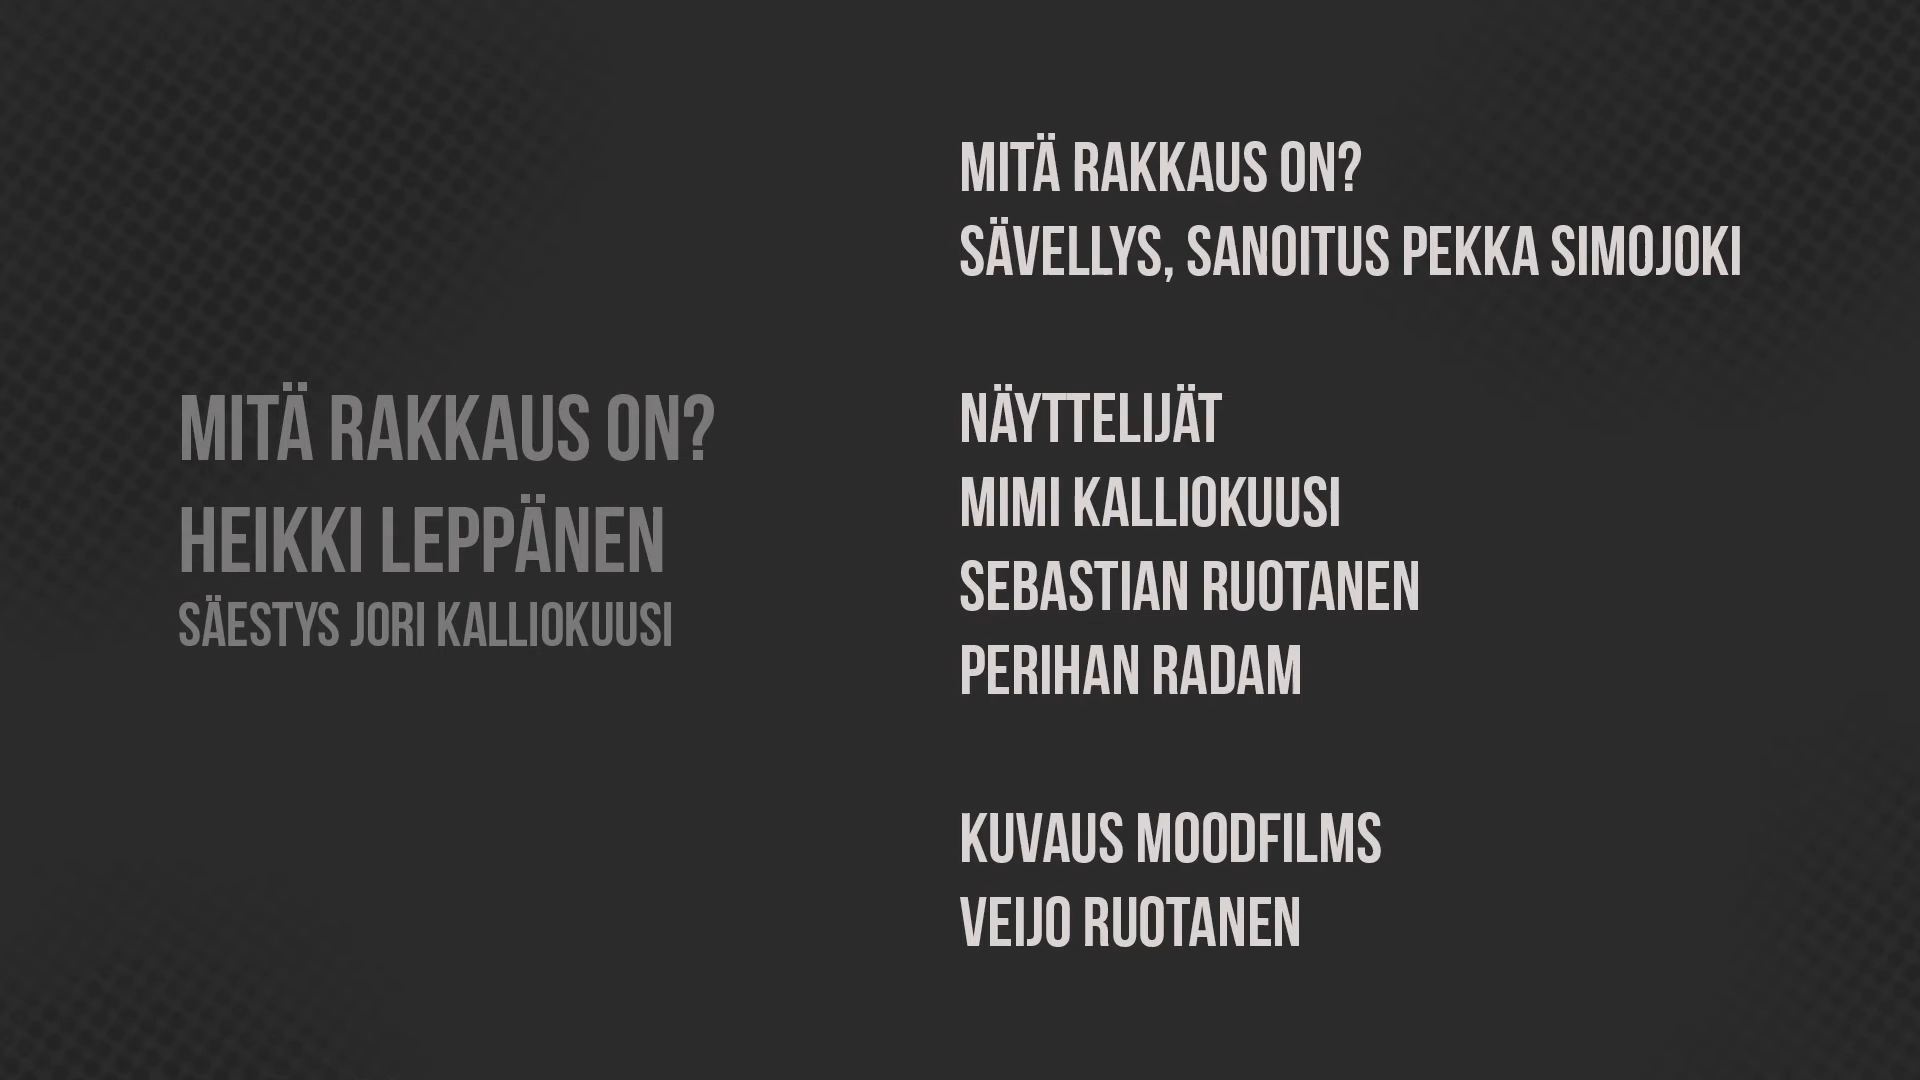 MITÄ RAKKAUS ON?
HEIKKI LEPPÄNEN
SÄESTYS JORI KALLIOKUUSI
MITÄ RAKKAUS ON?
SÄVELLYS, SANOITUS PEKKA SIMOJOKI
NÄYTTELIJÄT
MIMI KALLIOKUUSI
SEBASTIAN RUOTANEN
PERIHAN RADAM
KUVAUS MOODFILMS
VEIJO RUOTANEN